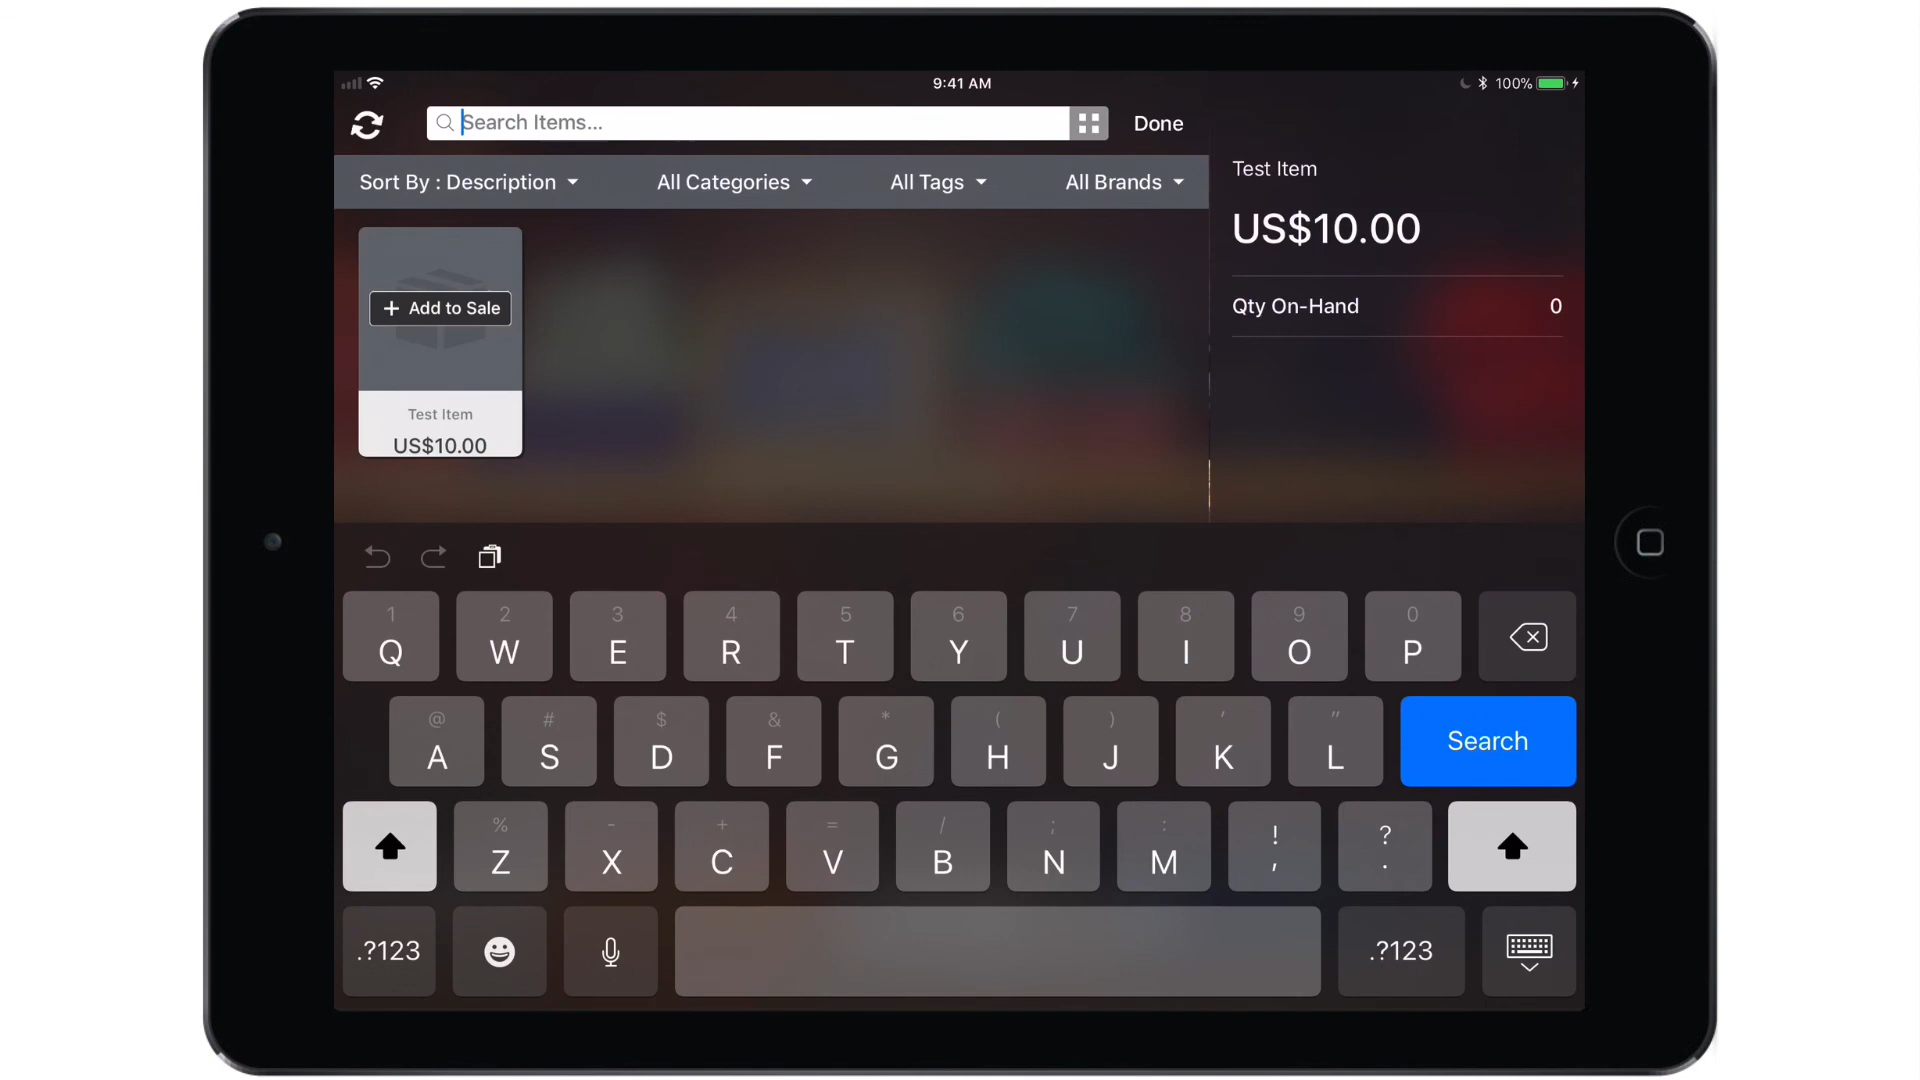 9:41 AM
100%
Search Items...
Done
Sort By : Description
All Categories
All Tags
All Brands
Test Item
US$10.00
Qty On-Hand
0
+ Add to Sale
Test Item
US$10.00
1 2 3 4 5 6 7 8 9 0
Q W E R T Y U I O P
@ # $ & * ( ) ' "
A S D F G H J K L
Search
% - + = / ; : ! ?
Z X C V B N M , .
.?123
.?123